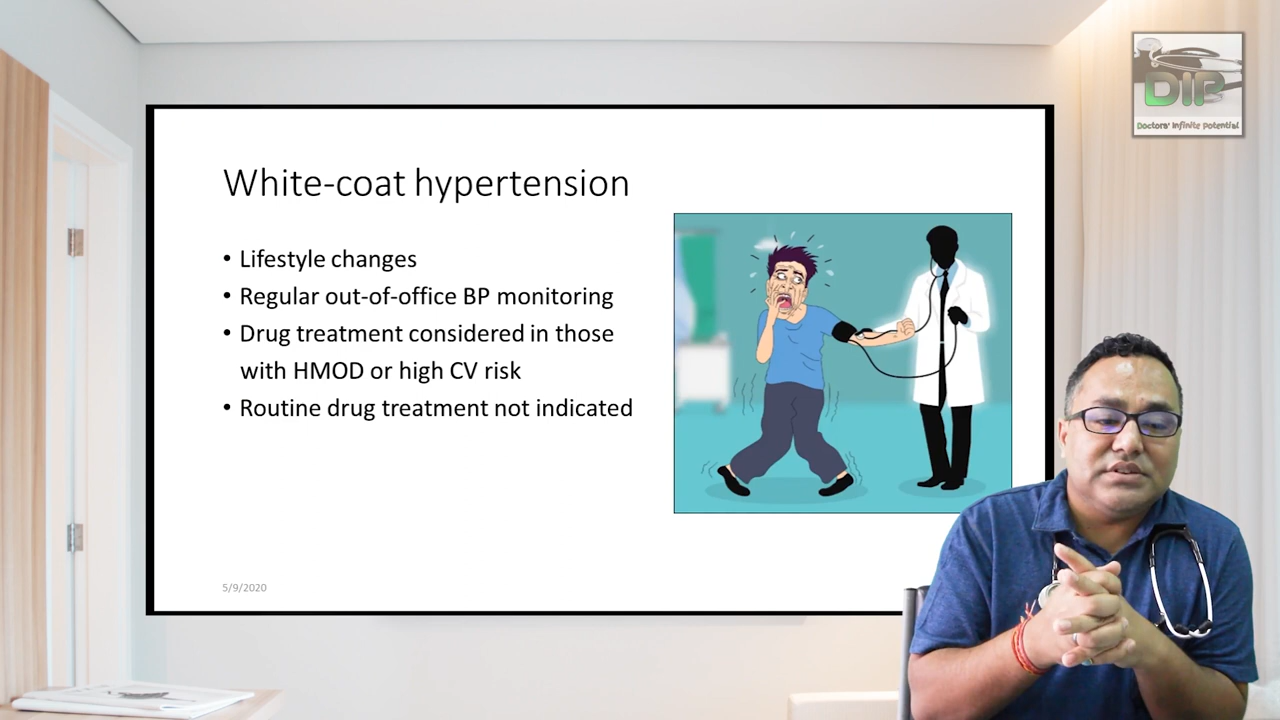 DIP
Doctors' Infinite Potential
White-coat hypertension
• Lifestyle changes
• Regular out-of-office BP monitoring
• Drug treatment considered in those
with HMOD or high CV risk
• Routine drug treatment not indicated
5/9/2020